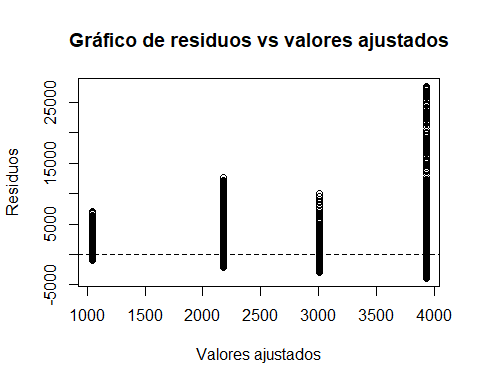 Gráfico de residuos vs valores ajustados
Residuos
25000
15000
5000
-5000
1000 1500 2000 2500 3000 3500 4000
Valores ajustados